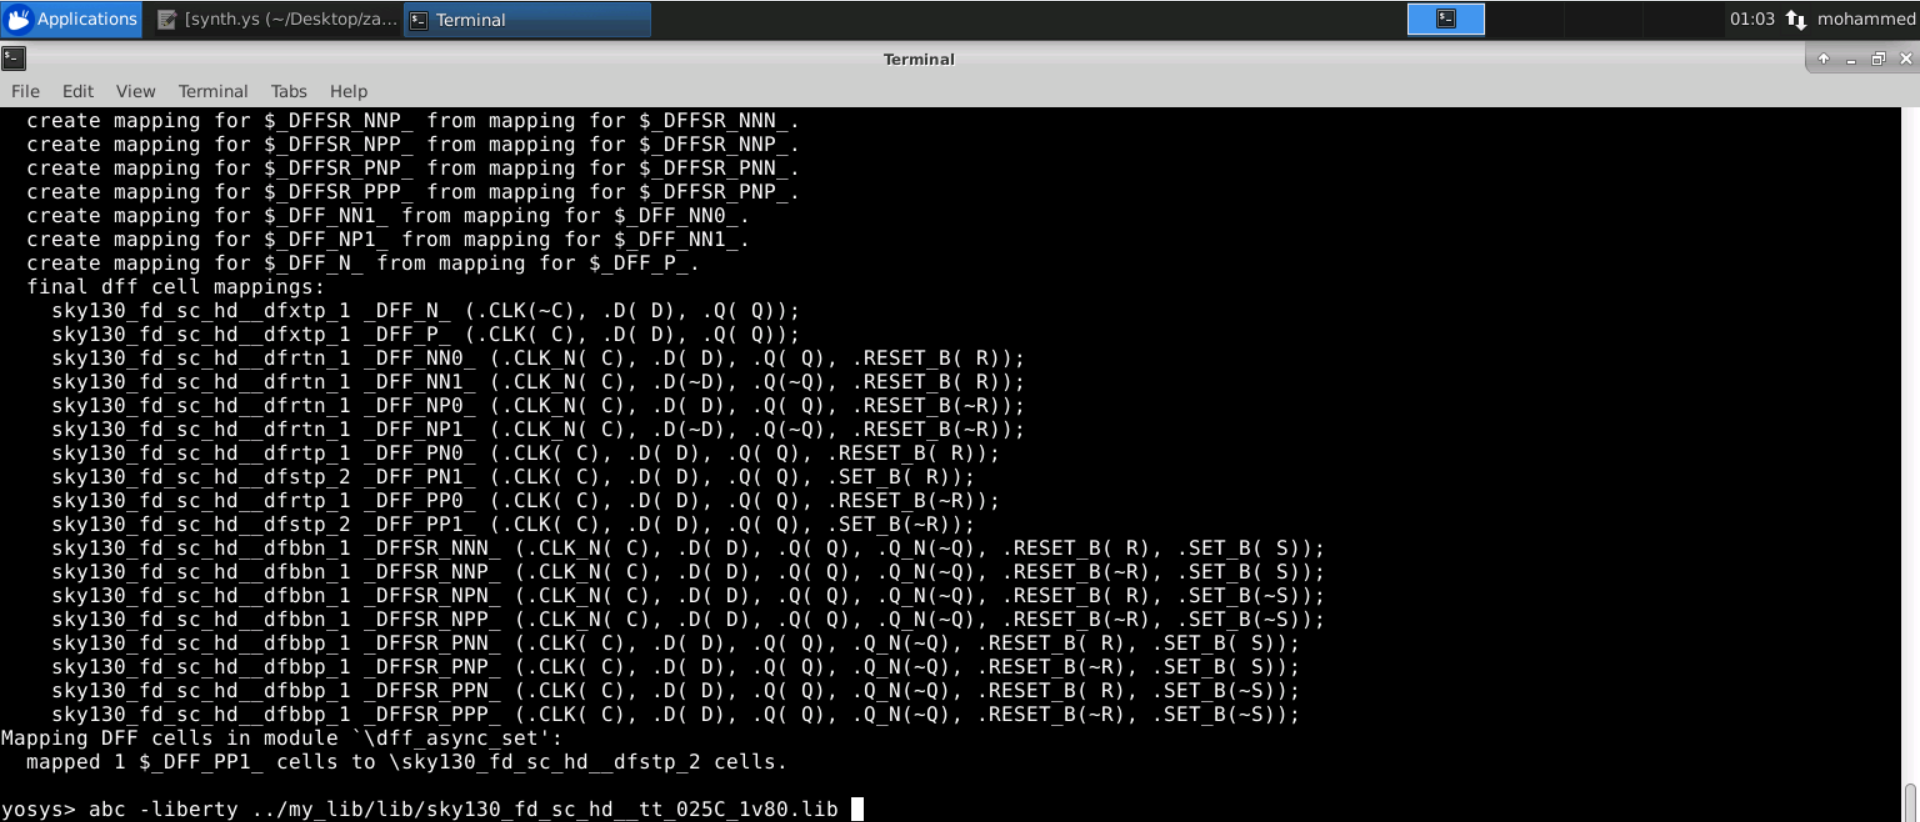 Applications [synth.ys (~/Desktop/za... Terminal 01:03 mohammed
Terminal
File Edit View Terminal Tabs Help
  create mapping for $_DFFSR_NNP_ from mapping for $_DFFSR_NNN_.
  create mapping for $_DFFSR_NPP_ from mapping for $_DFFSR_NNP_.
  create mapping for $_DFFSR_PNP_ from mapping for $_DFFSR_PNN_.
  create mapping for $_DFFSR_PPP_ from mapping for $_DFFSR_PNP_.
  create mapping for $_DFF_NN1_ from mapping for $_DFF_NN0_.
  create mapping for $_DFF_NP1_ from mapping for $_DFF_NN1_.
  create mapping for $_DFF_N_ from mapping for $_DFF_P_.
  final dff cell mappings:
    sky130_fd_sc_hd__dfxtp_1 _DFF_N_ (.CLK(~C), .D( D), .Q( Q));
    sky130_fd_sc_hd__dfxtp_1 _DFF_P_ (.CLK( C), .D( D), .Q( Q));
    sky130_fd_sc_hd__dfrtn_1 _DFF_NN0_ (.CLK_N( C), .D( D), .Q( Q), .RESET_B( R));
    sky130_fd_sc_hd__dfrtn_1 _DFF_NN1_ (.CLK_N( C), .D(~D), .Q(~Q), .RESET_B( R));
    sky130_fd_sc_hd__dfrtn_1 _DFF_NP0_ (.CLK_N( C), .D( D), .Q( Q), .RESET_B(~R));
    sky130_fd_sc_hd__dfrtn_1 _DFF_NP1_ (.CLK_N( C), .D(~D), .Q(~Q), .RESET_B(~R));
    sky130_fd_sc_hd__dfrtp_1 _DFF_PN0_ (.CLK( C), .D( D), .Q( Q), .RESET_B( R));
    sky130_fd_sc_hd__dfstp_2 _DFF_PN1_ (.CLK( C), .D( D), .Q( Q), .SET_B( R));
    sky130_fd_sc_hd__dfrtp_1 _DFF_PP0_ (.CLK( C), .D( D), .Q( Q), .RESET_B(~R));
    sky130_fd_sc_hd__dfstp_2 _DFF_PP1_ (.CLK( C), .D( D), .Q( Q), .SET_B(~R));
    sky130_fd_sc_hd__dfbbn_1 _DFFSR_NNN_ (.CLK_N( C), .D( D), .Q( Q), .Q_N(~Q), .RESET_B( R), .SET_B( S));
    sky130_fd_sc_hd__dfbbn_1 _DFFSR_NNP_ (.CLK_N( C), .D( D), .Q( Q), .Q_N(~Q), .RESET_B(~R), .SET_B( S));
    sky130_fd_sc_hd__dfbbn_1 _DFFSR_NPN_ (.CLK_N( C), .D( D), .Q( Q), .Q_N(~Q), .RESET_B( R), .SET_B(~S));
    sky130_fd_sc_hd__dfbbn_1 _DFFSR_NPP_ (.CLK_N( C), .D( D), .Q( Q), .Q_N(~Q), .RESET_B(~R), .SET_B(~S));
    sky130_fd_sc_hd__dfbbp_1 _DFFSR_PNN_ (.CLK( C), .D( D), .Q( Q), .Q_N(~Q), .RESET_B( R), .SET_B( S));
    sky130_fd_sc_hd__dfbbp_1 _DFFSR_PNP_ (.CLK( C), .D( D), .Q( Q), .Q_N(~Q), .RESET_B(~R), .SET_B( S));
    sky130_fd_sc_hd__dfbbp_1 _DFFSR_PPN_ (.CLK( C), .D( D), .Q( Q), .Q_N(~Q), .RESET_B( R), .SET_B(~S));
    sky130_fd_sc_hd__dfbbp_1 _DFFSR_PPP_ (.CLK( C), .D( D), .Q( Q), .Q_N(~Q), .RESET_B(~R), .SET_B(~S));
Mapping DFF cells in module `\dff_async_set':
  mapped 1 $_DFF_PP1_ cells to \sky130_fd_sc_hd__dfstp_2 cells.
yosys> abc -liberty ../my_lib/lib/sky130_fd_sc_hd__tt_025C_1v80.lib